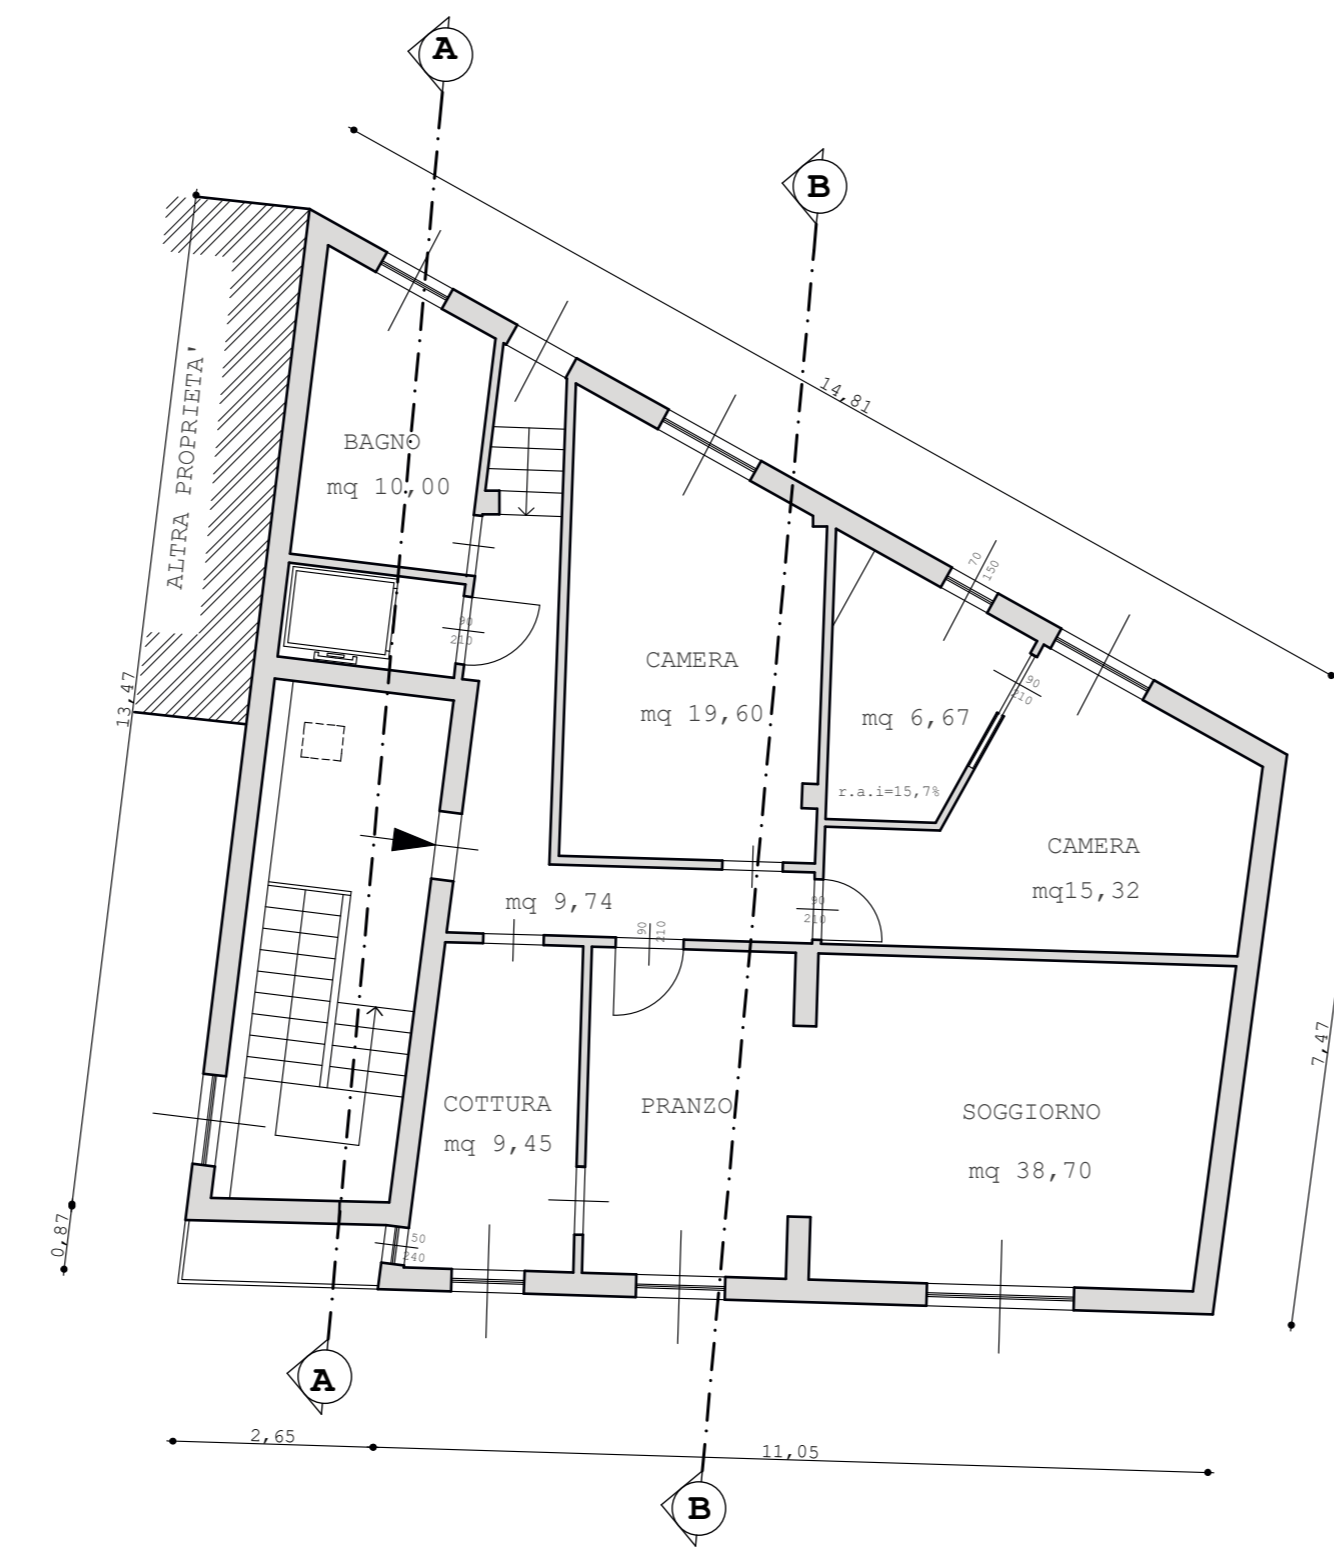 A
B
14,81
ALTRA PROPRIETA'
BAGNO
mq 10,00
70
150
90
210
CAMERA
mq 19,60
90
210
mq 6,67
r.a.i=15,7%
13,47
CAMERA
mq15,32
mq 9,74
90
210
90
210
7,47
COTTURA
mq 9,45
PRANZO
SOGGIORNO
mq 38,70
0,87
50
240
A
2,65
11,05
B